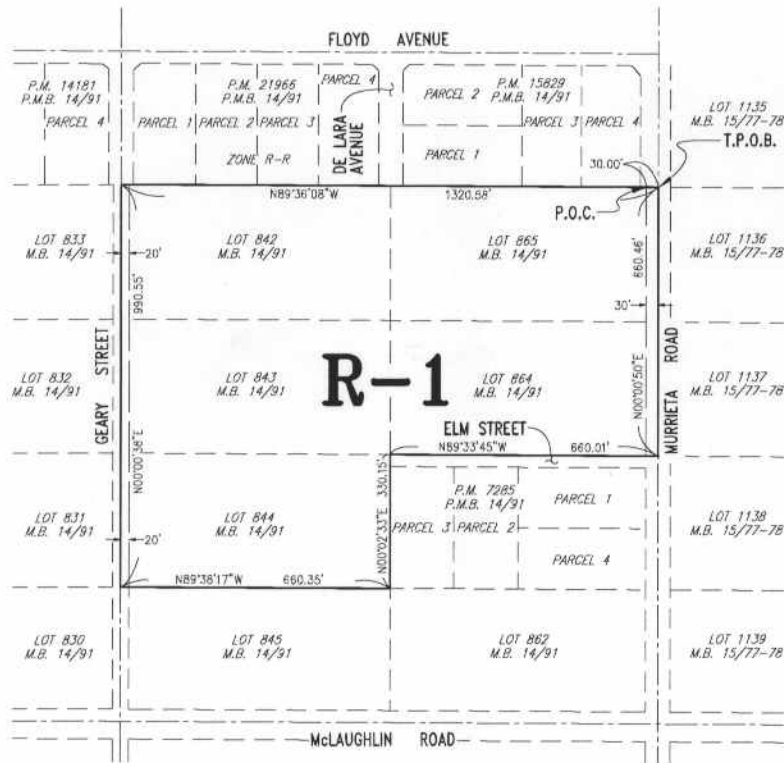 FLOYD AVENUE
P.M. 14181
P.M.B. 14/91
PARCEL 4
P.M. 21966
P.M.B. 14/91
PARCEL 4
PARCEL 1
PARCEL 2
PARCEL 3
ZONE R-R
DE LARA
AVENUE
PARCEL 2
P.M. 15829
P.M.B. 14/91
PARCEL 3
PARCEL 4
PARCEL 1
LOT 1135
M.B. 15/77-78
T.P.O.B.
30.00'
P.O.C.
N89°36'08"W
1320.58'
LOT 833
M.B. 14/91
20'
LOT 842
M.B. 14/91
LOT 865
M.B. 14/91
660.46'
30'
LOT 1136
M.B. 15/77-78
990.55'
GEARY STREET
LOT 832
M.B. 14/91
LOT 843
M.B. 14/91
R-1
LOT 864
M.B. 14/91
N00°00'50"E
MURRIETA ROAD
LOT 1137
M.B. 15/77-78
ELM STREET
N89°33'45"W
660.01'
N00°00'38"E
LOT 831
M.B. 14/91
20'
LOT 844
M.B. 14/91
330.15'
N00°02'33"E
P.M. 7285
P.M.B. 14/91
PARCEL 1
PARCEL 3
PARCEL 2
PARCEL 4
LOT 1138
M.B. 15/77-78
N89°38'17"W
660.35'
LOT 830
M.B. 14/91
LOT 845
M.B. 14/91
LOT 862
M.B. 14/91
LOT 1139
M.B. 15/77-78
McLAUGHLIN ROAD